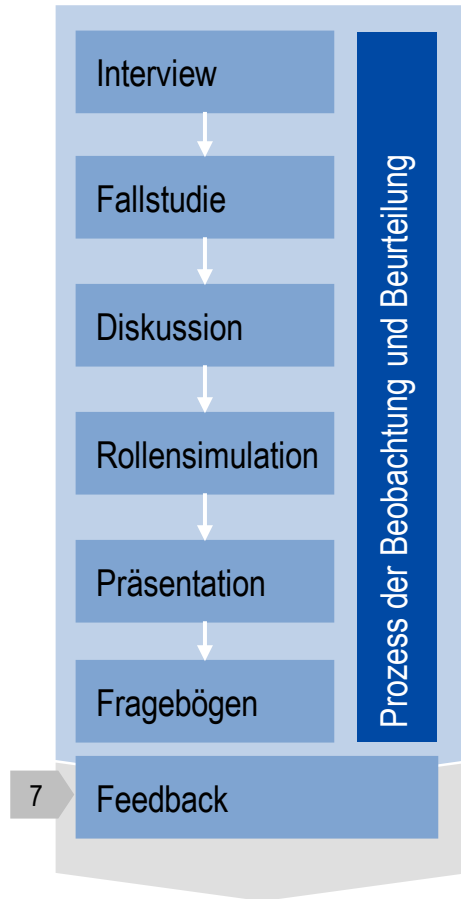 Interview
Fallstudie
Diskussion
Rollensimulation
Präsentation
Fragebögen
Prozess der Beobachtung und Beurteilung
7
Feedback